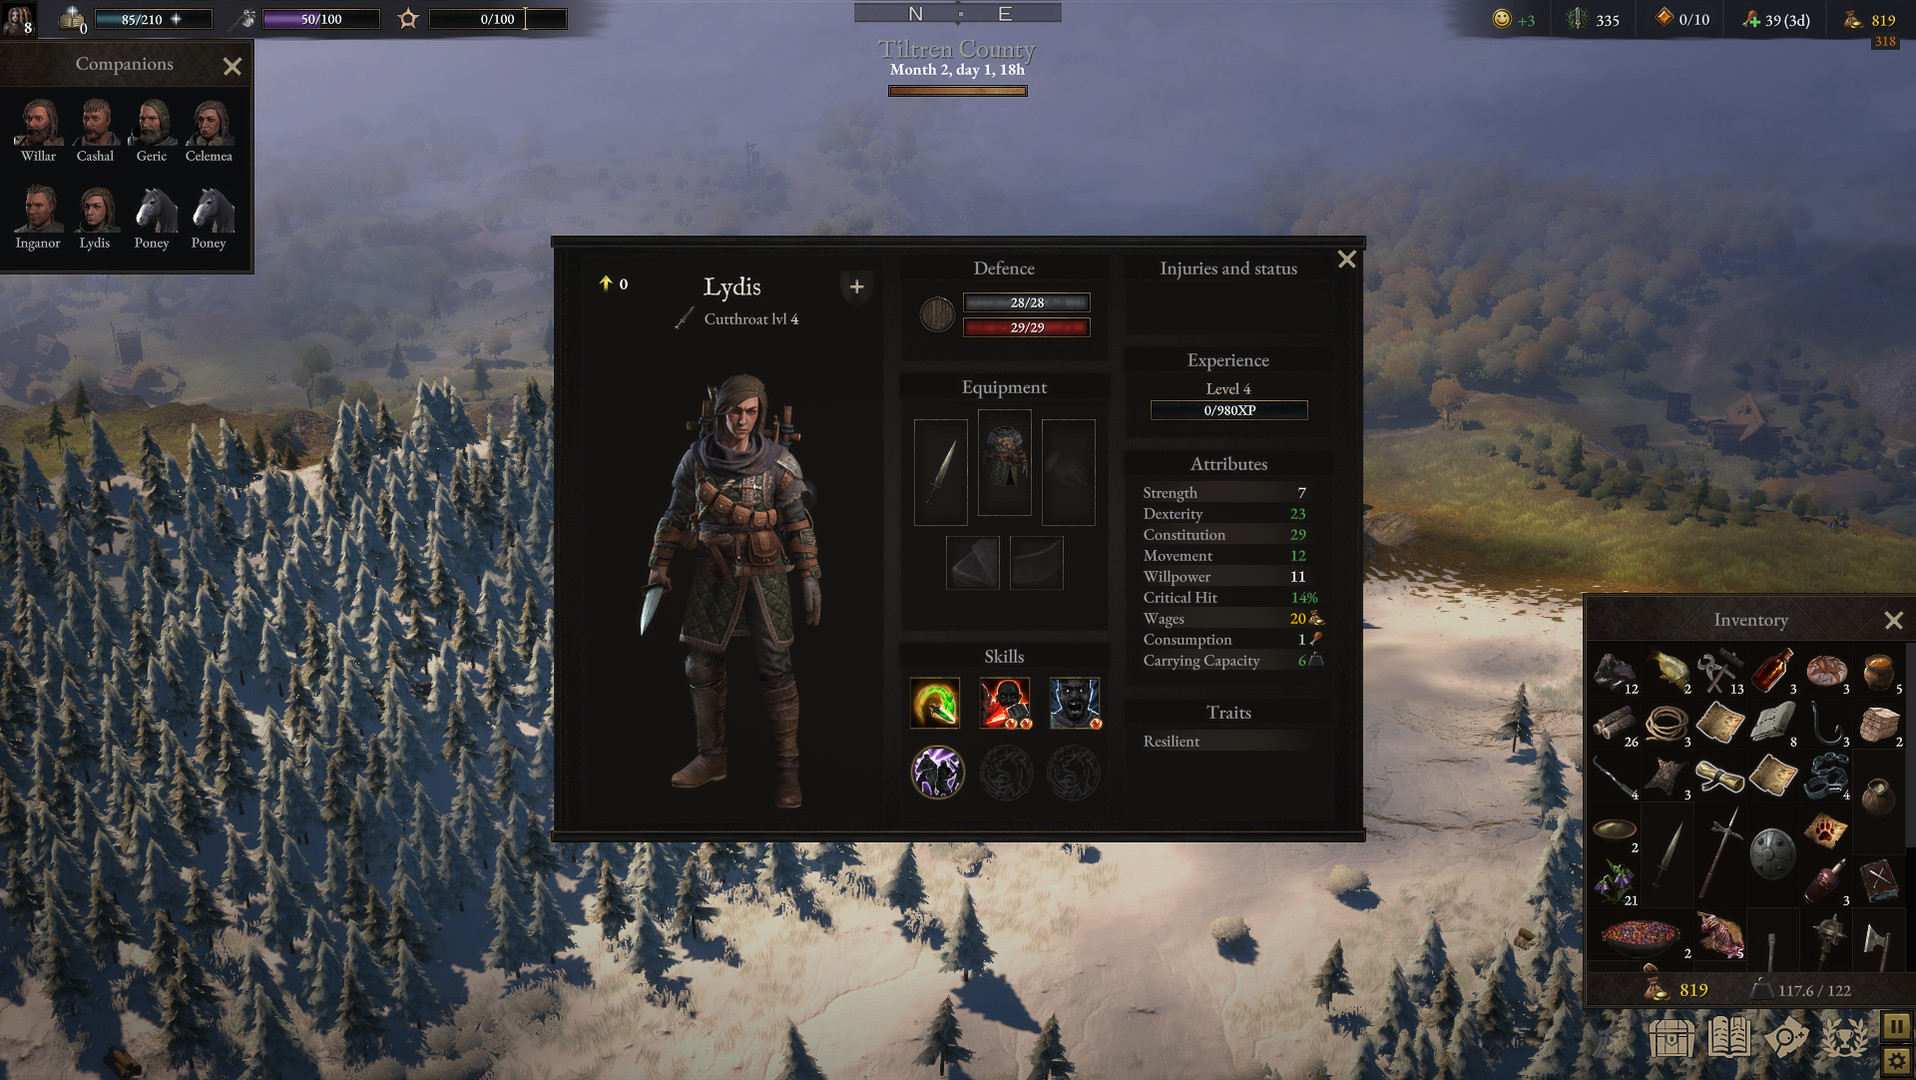 8
0
85/210
50/100
0/100
N E
+3
335
0/10
39 (3d)
819
318
Tiltren County
Month 2, day 1, 18h
Companions
Willar
Cashal
Geric
Celemea
Inganor
Lydis
Poney
Poney
0
Lydis
Cutthroat lvl 4
Defence
28/28
29/29
Equipment
Skills
Injuries and status
Experience
Level 4
0/980XP
Attributes
Strength 7
Dexterity 23
Constitution 29
Movement 12
Willpower 11
Critical Hit 14%
Wages 20
Consumption 1
Carrying Capacity 6
Traits
Resilient
Inventory
12 2 13 3 3 5
26 3 8 3 2
4 3 4
2
21 3
2 5
819
117.6 / 122